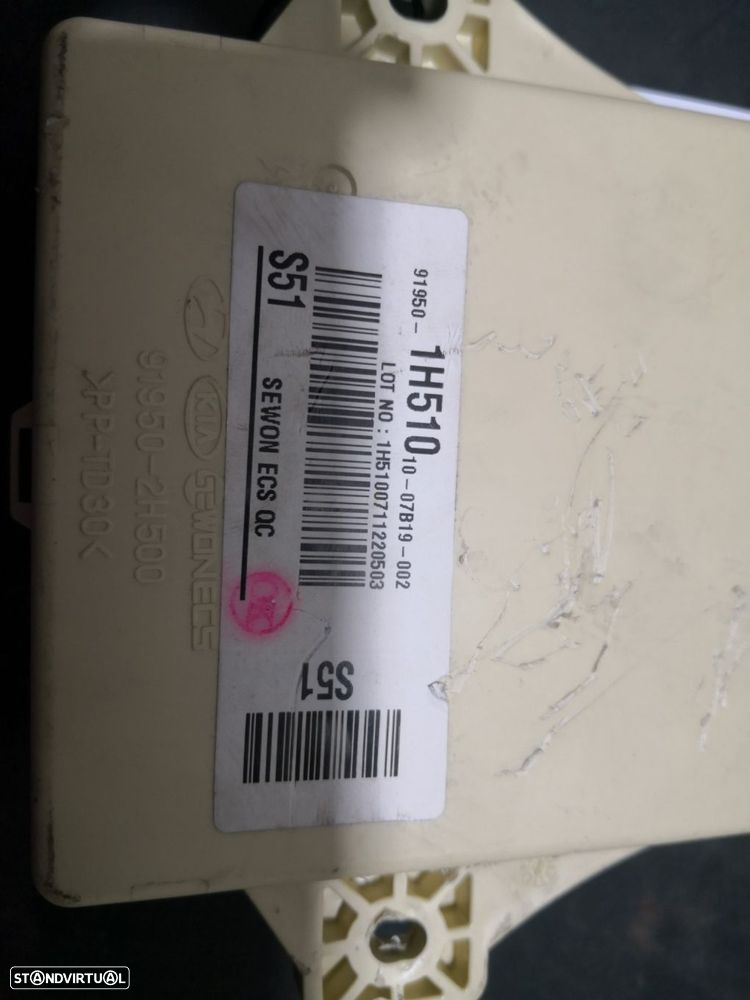 91950-1H510 10-07B19-002
LOT NO : 1H5100711220503
S51 SEWON ECS QC
S51
KIA SEWONECS
91950-2H500
>PP-TD30<
STANDVIRTUAL